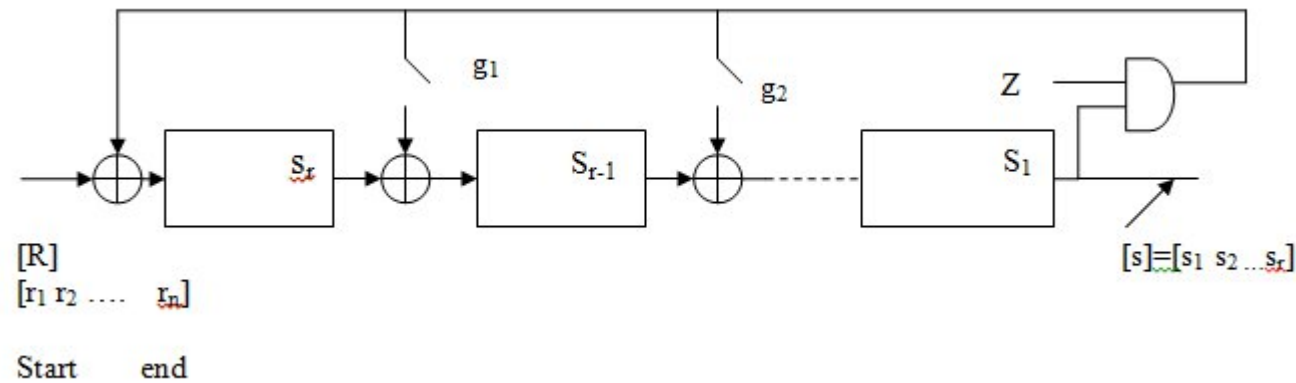 g₁
g₂
Z
sᵣ
Sᵣ₋₁
S₁
[R]
[r₁ r₂ .... rₙ]
[s]=[s₁ s₂ ...sᵣ]
Start end